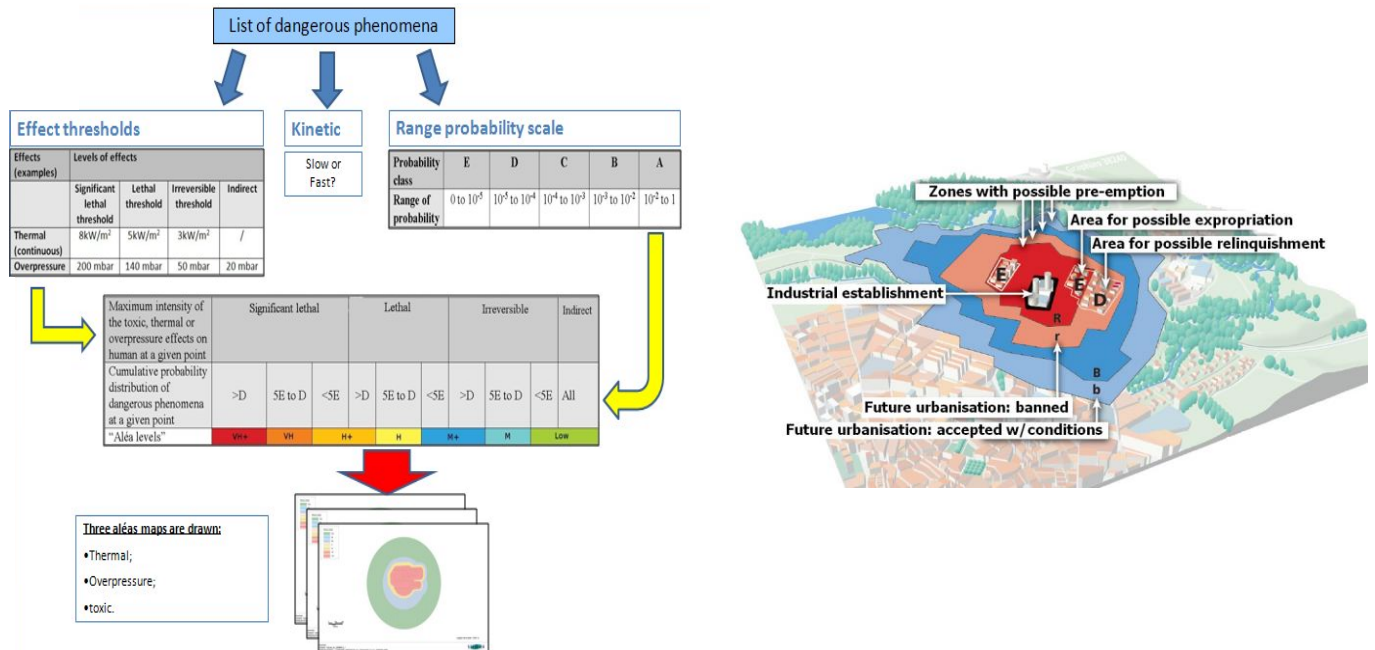 List of dangerous phenomena
Effect thresholds
Effects (examples)
Levels of effects
Significant lethal threshold
Lethal threshold
Irreversible threshold
Indirect
Thermal (continuous)
8kW/m²
5kW/m²
3kW/m²
/
Overpressure
200 mbar
140 mbar
50 mbar
20 mbar
Kinetic
Slow or
Fast?
Range probability scale
Probability class
E
D
C
B
A
Range of probability
0 to 10⁻⁵
10⁻⁵ to 10⁻⁴
10⁻⁴ to 10⁻³
10⁻³ to 10⁻²
10⁻² to 1
Maximum intensity of
the toxic, thermal or
overpressure effects on
human at a given point
Significant lethal
Lethal
Irreversible
Indirect
Cumulative probability
distribution of
dangerous phenomena
at a given point
>D
5E to D
<5E
>D
5E to D
<5E
>D
5E to D
<5E
All
"Aléa levels"
VH+
VH
H+
H
M+
M
Low
Three aléas maps are drawn:
•Thermal;
•Overpressure;
•toxic.
Zones with possible pre-emption
Area for possible expropriation
Area for possible relinquishment
Industrial establishment
E
E
D
R
r
B
b
Future urbanisation: banned
Future urbanisation: accepted w/ conditions